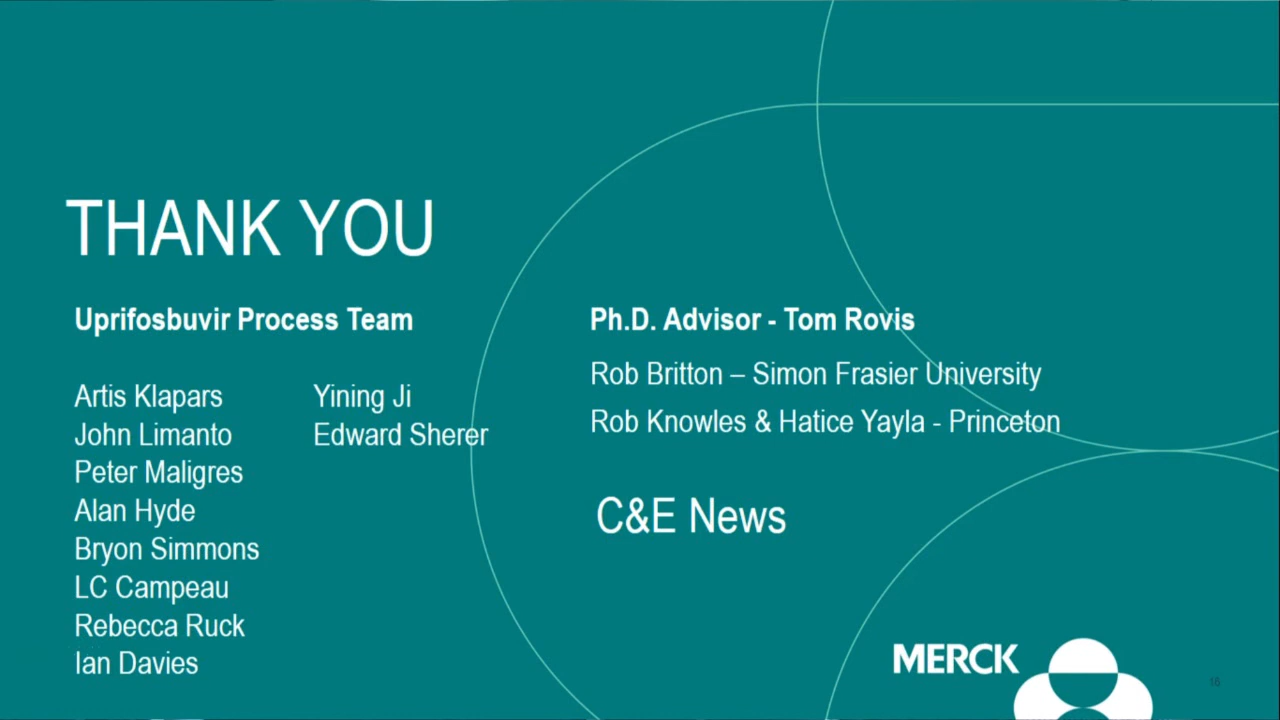 THANK YOU
Uprifosbuvir Process Team
Artis Klapars
John Limanto
Peter Maligres
Alan Hyde
Bryon Simmons
LC Campeau
Rebecca Ruck
Ian Davies
Yining Ji
Edward Sherer
Ph.D. Advisor - Tom Rovis
Rob Britton – Simon Frasier University
Rob Knowles & Hatice Yayla - Princeton
C&E News
MERCK
16